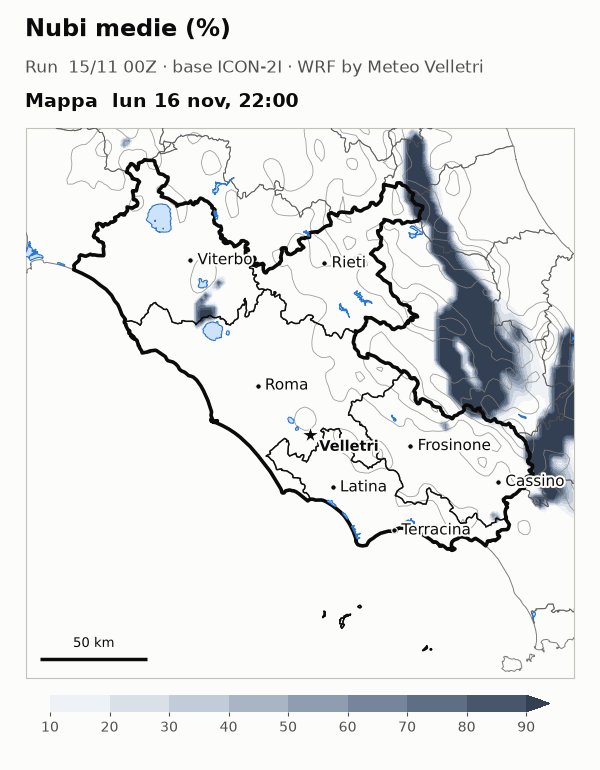 Nubi medie (%)
Run 15/11 00Z · base ICON-2I · WRF by Meteo Velletri
Mappa lun 16 nov, 22:00
Viterbo
Rieti
Roma
Velletri
Frosinone
Cassino
Latina
Terracina
50 km
10 20 30 40 50 60 70 80 90